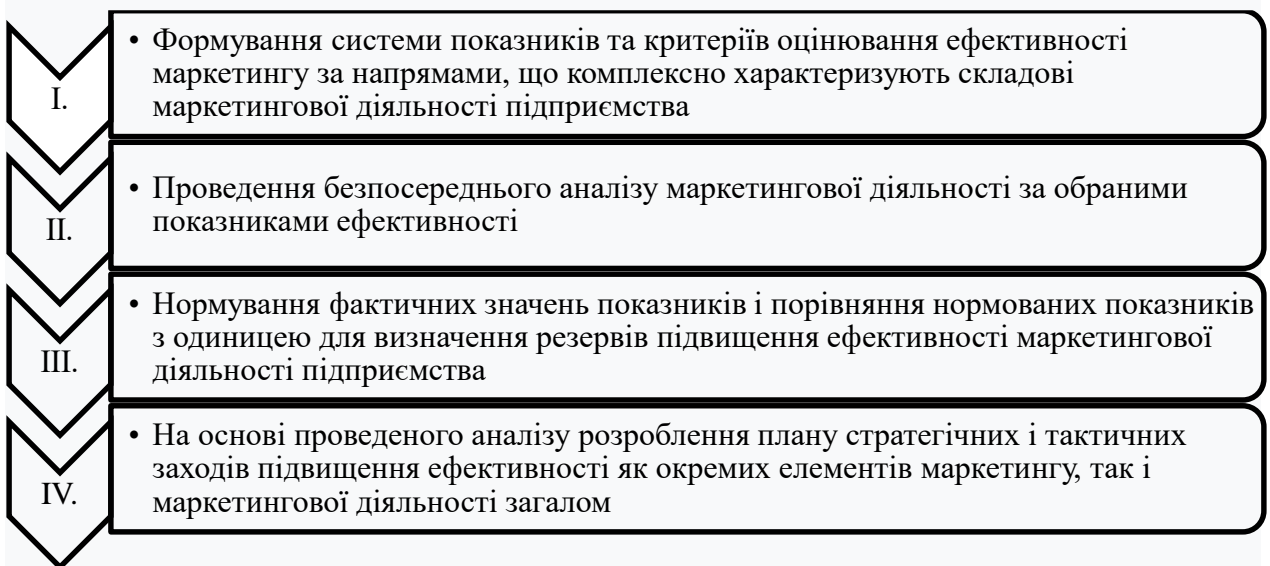 I.
• Формування системи показників та критеріїв оцінювання ефективності
маркетингу за напрямами, що комплексно характеризують складові
маркетингової діяльності підприємства
II.
• Проведення безпосереднього аналізу маркетингової діяльності за обраними
показниками ефективності
III.
• Нормування фактичних значень показників і порівняння нормованих показників
з одиницею для визначення резервів підвищення ефективності маркетингової
діяльності підприємства
IV.
• На основі проведеного аналізу розроблення плану стратегічних і тактичних
заходів підвищення ефективності як окремих елементів маркетингу, так і
маркетингової діяльності загалом